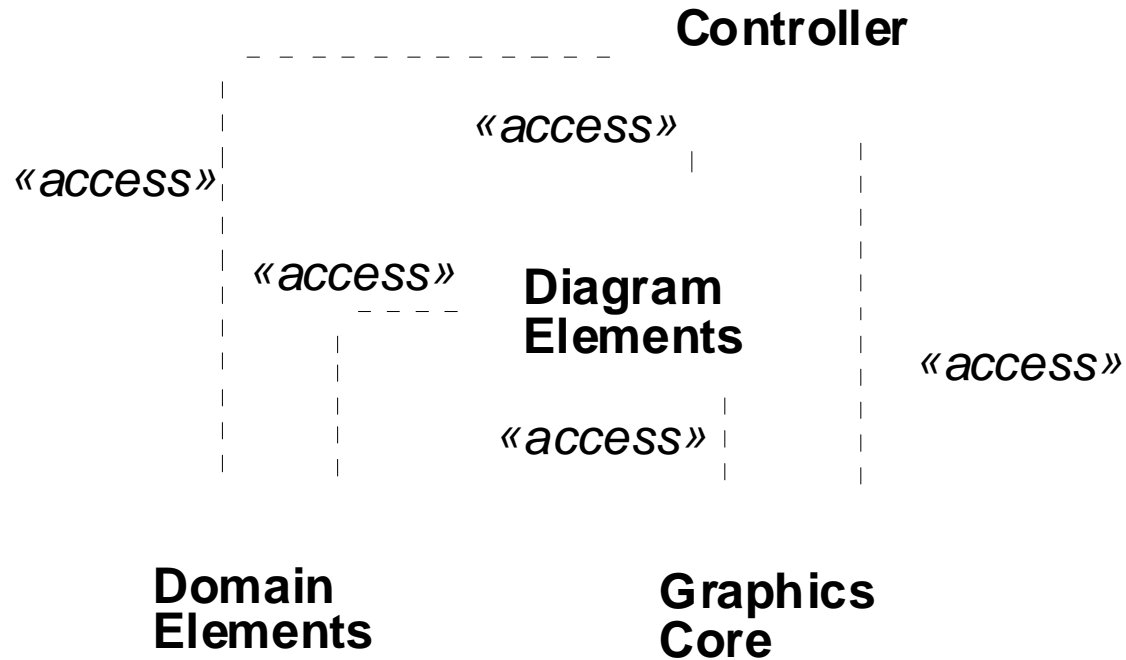 Controller
«access»
«access»
«access»
Diagram
Elements
«access»
«access»
Domain
Elements
Graphics
Core